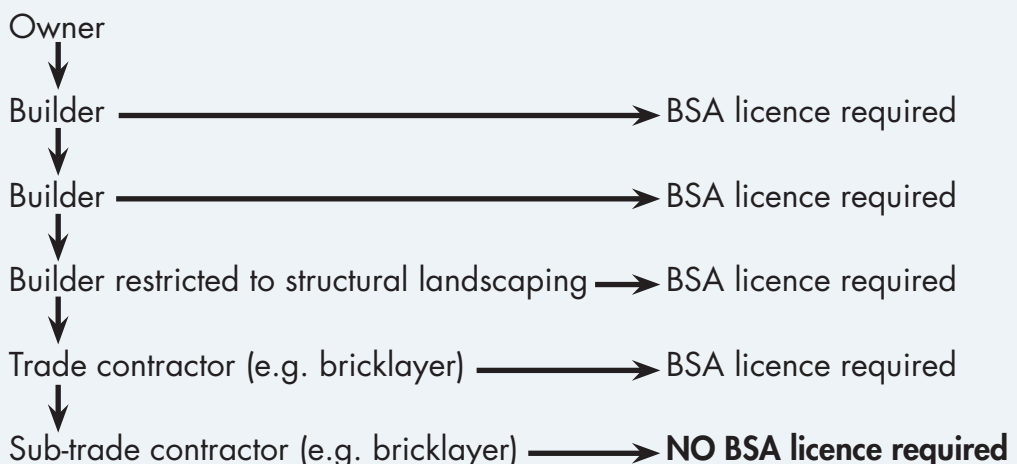 Owner
Builder BSA licence required
Builder BSA licence required
Builder restricted to structural landscaping BSA licence required
Trade contractor (e.g. bricklayer) BSA licence required
Sub-trade contractor (e.g. bricklayer) NO BSA licence required